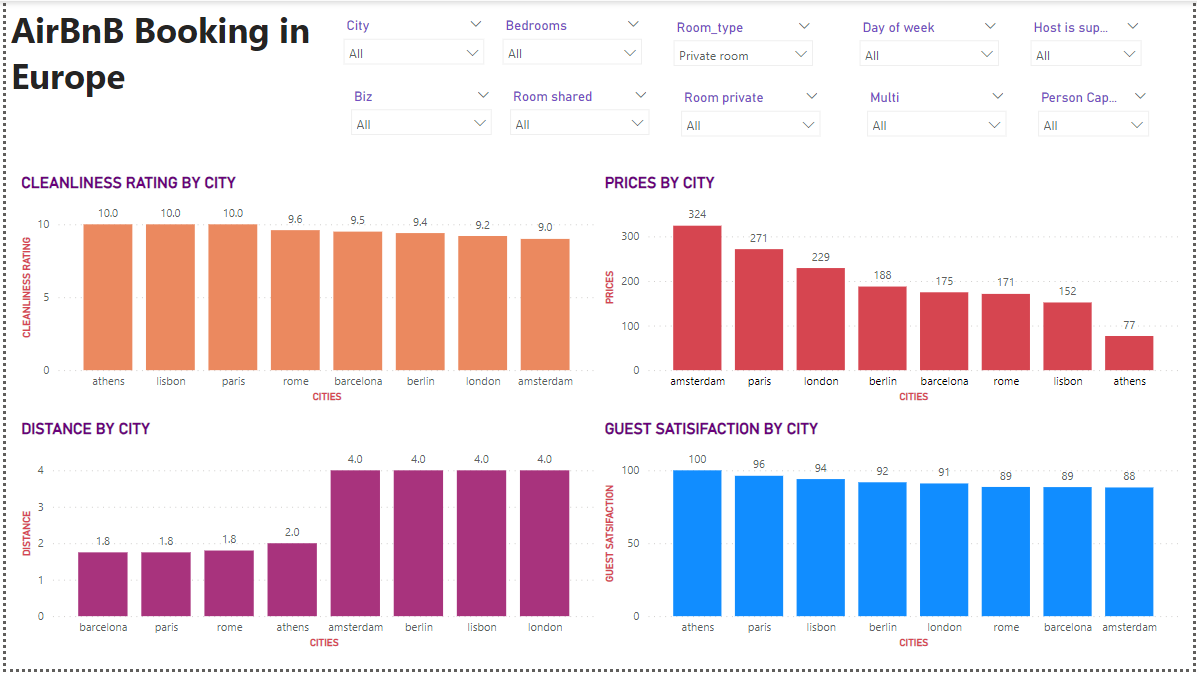 AirBnB Booking in
Europe
City
All
Bedrooms
All
Room_type
Private room
Day of week
All
Host is sup...
All
Biz
All
Room shared
All
Room private
All
Multi
All
Person Cap...
All
CLEANLINESS RATING BY CITY
CLEANLINESS RATING
10
5
0
10.0 10.0 10.0 9.6 9.5 9.4 9.2 9.0
athens lisbon paris rome barcelona berlin london amsterdam
CITIES
PRICES BY CITY
PRICES
300
200
100
0
324 271 229 188 175 171 152 77
amsterdam paris london berlin barcelona rome lisbon athens
CITIES
DISTANCE BY CITY
DISTANCE
4
3
2
1
0
1.8 1.8 1.8 2.0 4.0 4.0 4.0 4.0
barcelona paris rome athens amsterdam berlin lisbon london
CITIES
GUEST SATISIFACTION BY CITY
GUEST SATSIFACTION
100
50
0
100 96 94 92 91 89 89 88
athens paris lisbon berlin london rome barcelona amsterdam
CITIES